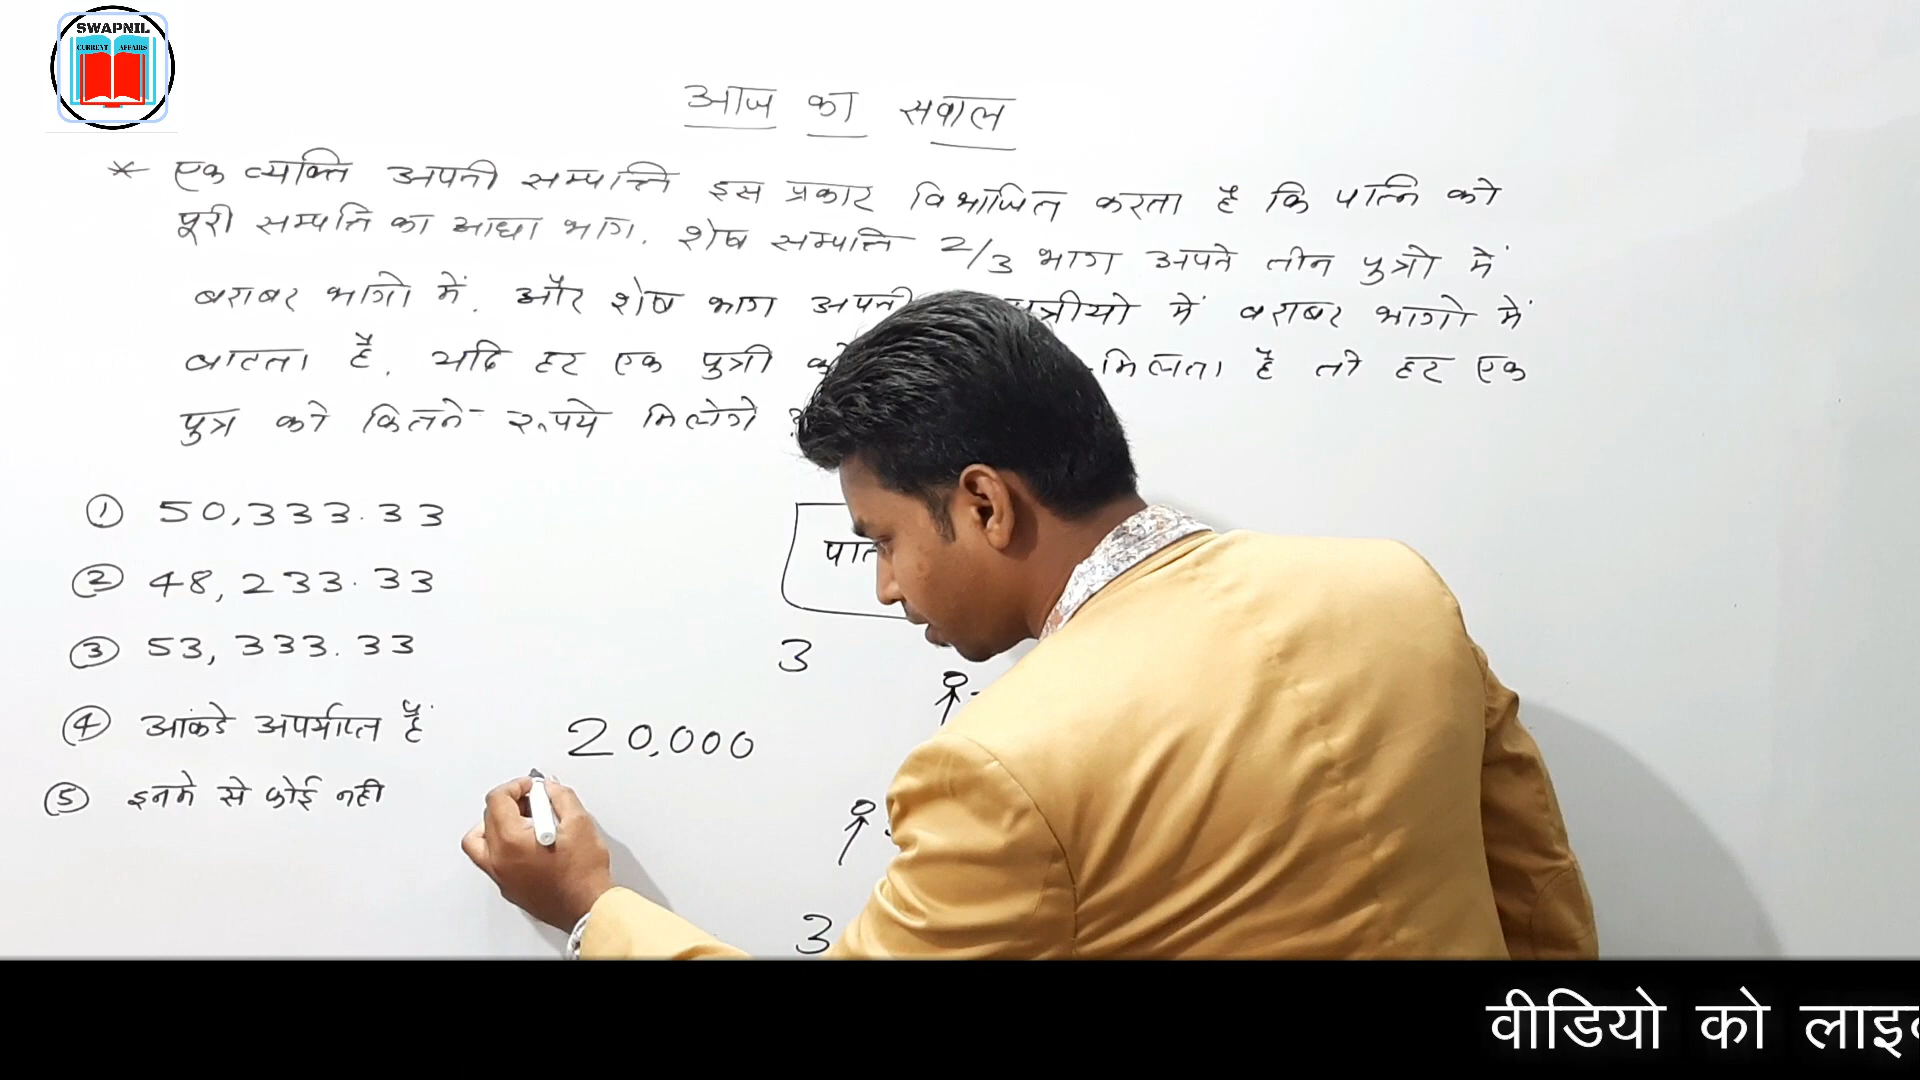 SWAPNIL
CURRENT AFFAIRS
आज का सवाल
* एक व्यक्ति अपनी सम्पत्ति इस प्रकार विभाजित करता है कि पत्नि को
पूरी सम्पत्ति का आधा भाग. शेष सम्पत्ति 2/3 भाग अपने तीन पुत्रो में
बराबर भागो में. और शेष भाग अपनी में बराबर भागो में
बाटता है. यदि हर एक पुत्री मिलता है तो हर एक
पुत्र को कितने रूपये मिलेगे ?
① 50,333.33
② 48,233.33
③ 53,333.33
④ आंकडे अपर्याप्त हैं
⑤ इनमे से कोई नही
3
20,000
3
वीडियो को